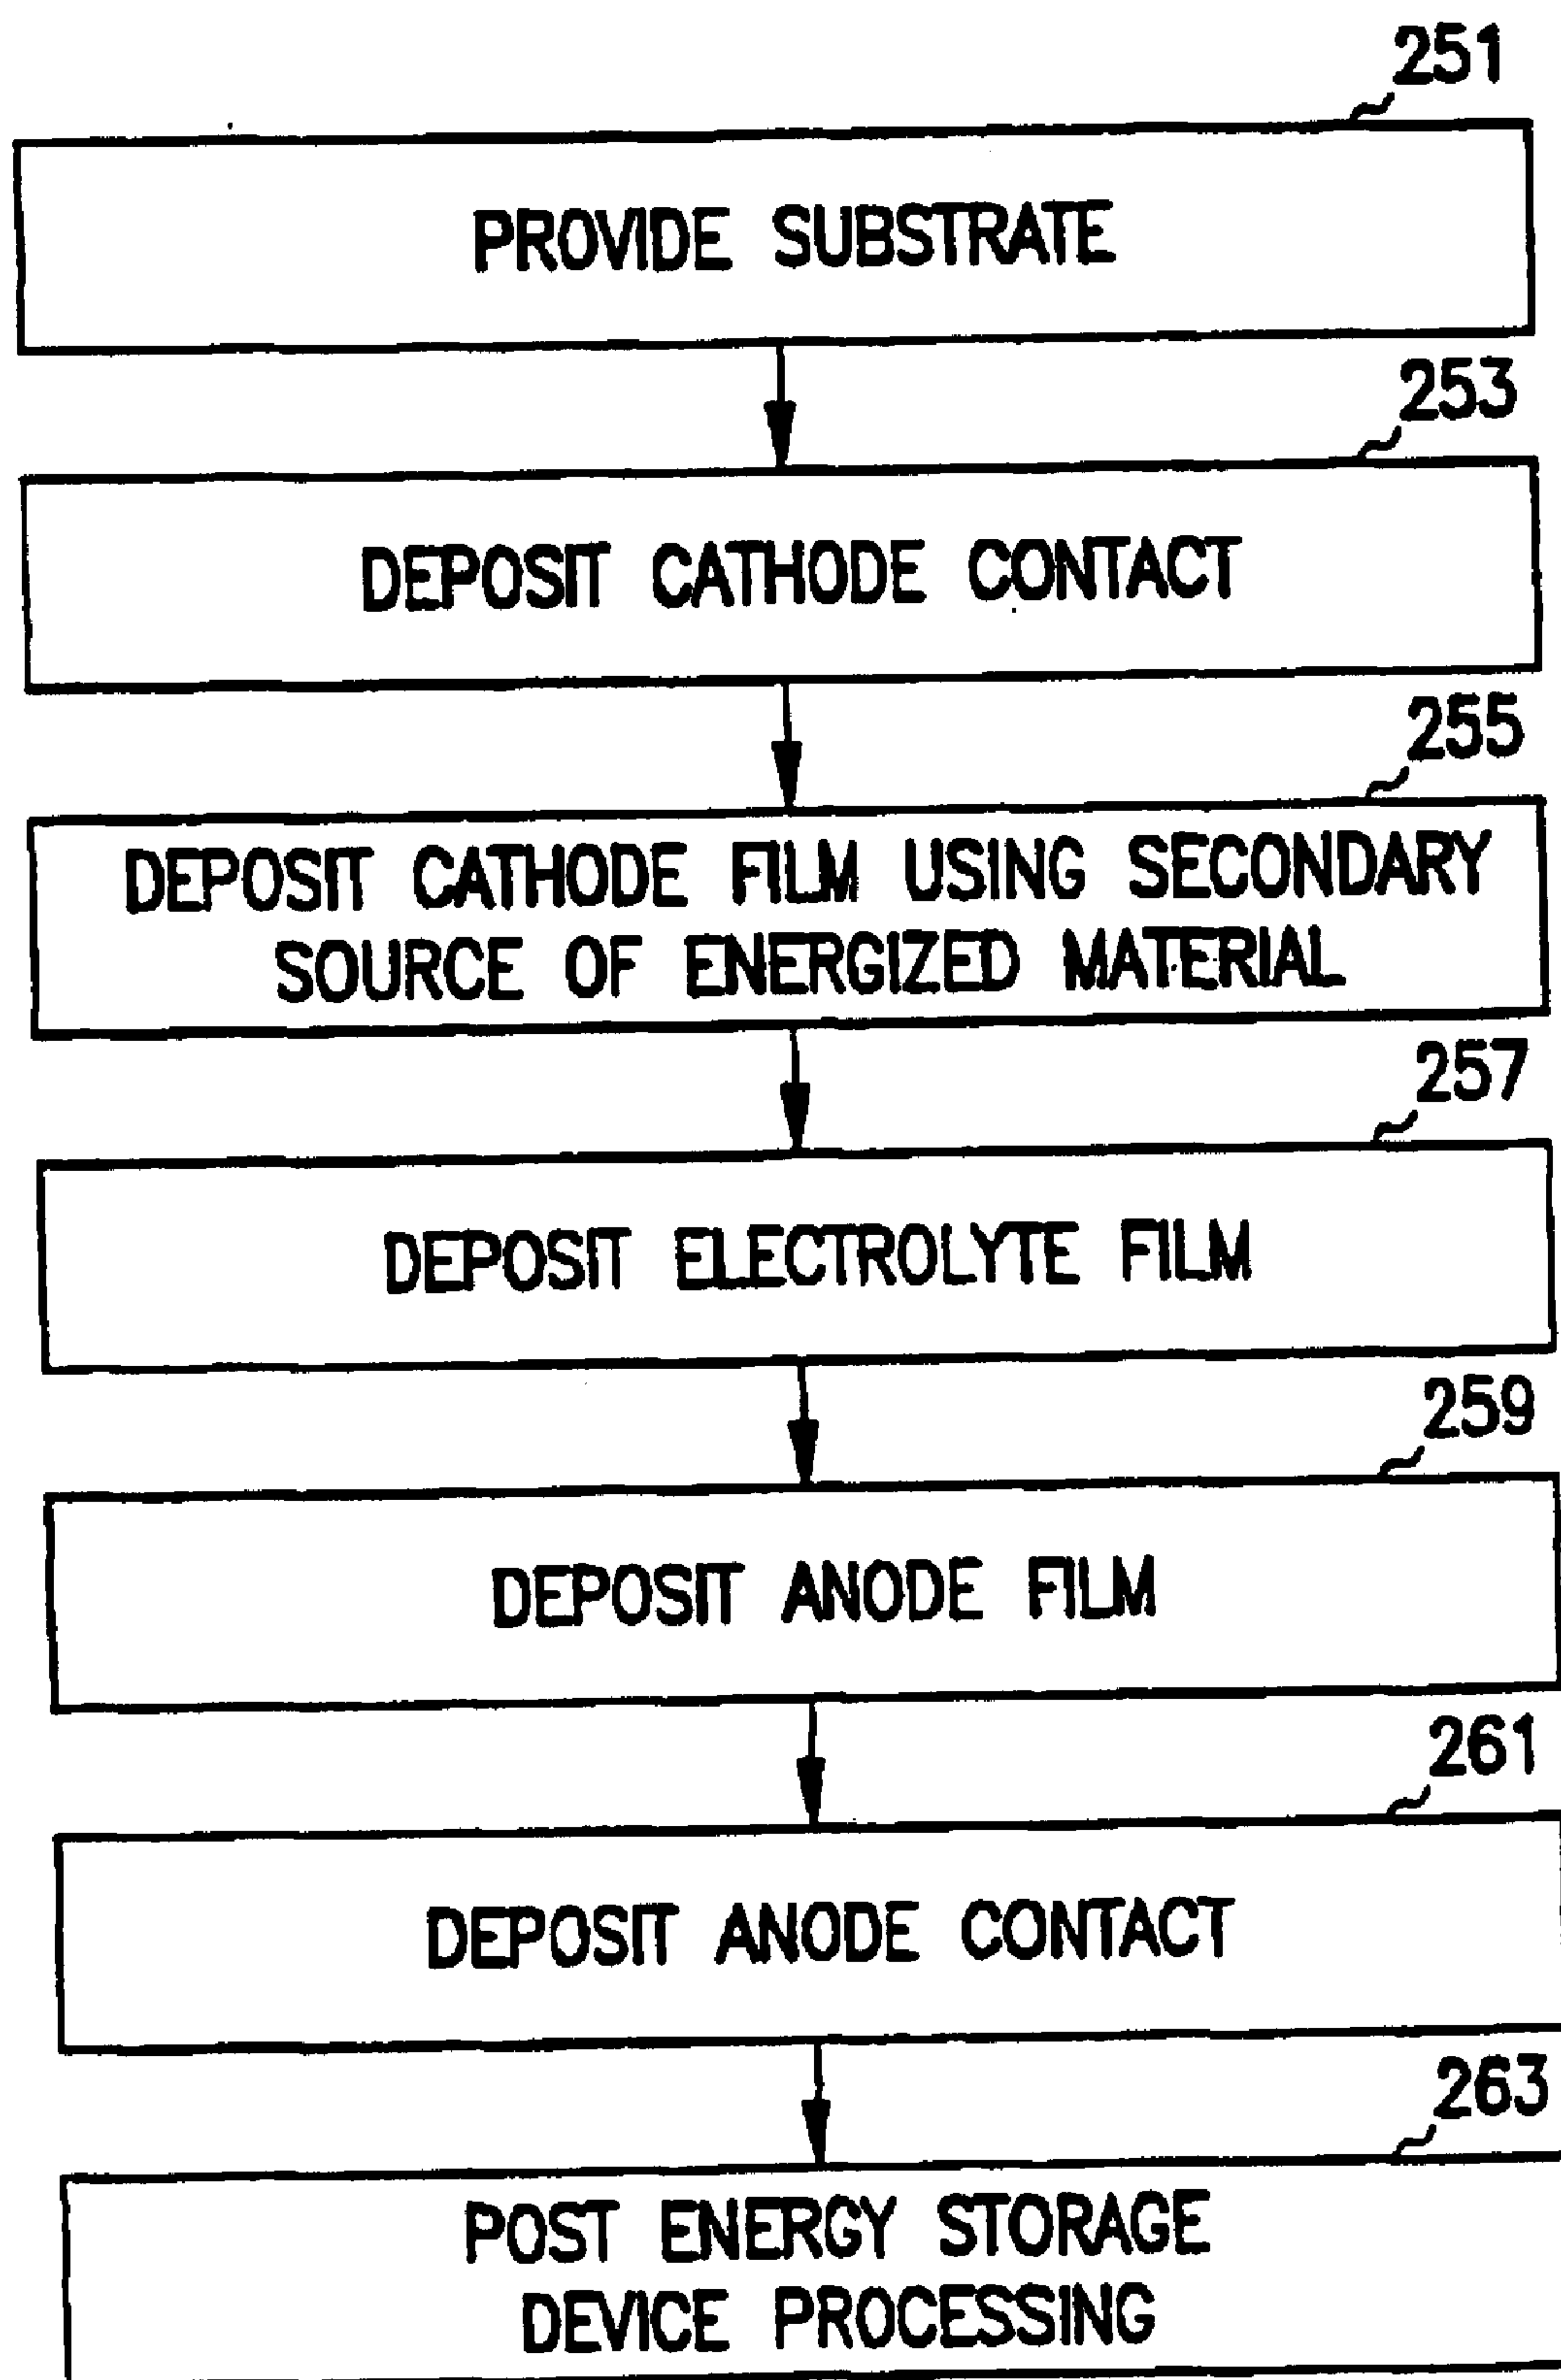 251
PROVIDE SUBSTRATE
253
DEPOSIT CATHODE CONTACT
255
DEPOSIT CATHODE FILM USING SECONDARY
SOURCE OF ENERGIZED MATERIAL
257
DEPOSIT ELECTROLYTE FILM
259
DEPOSIT ANODE FILM
261
DEPOSIT ANODE CONTACT
263
POST ENERGY STORAGE
DEVICE PROCESSING